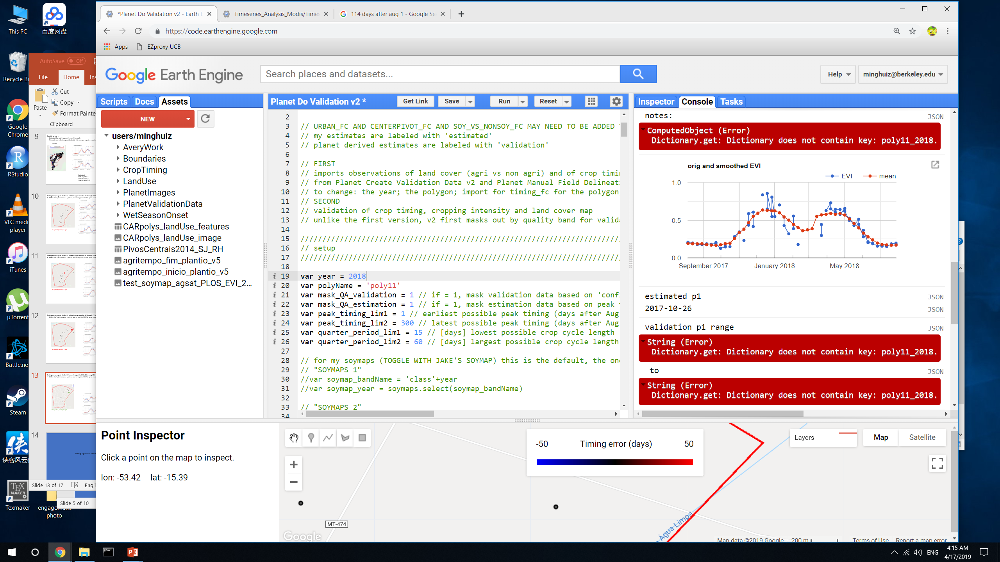 This PC
百度网盘
Recycle Bi
Google Chrome
RStudio
VLC medi
player
iTunes
µTorrent
Battle.ne
Steam
侠客风云
Texmaker
engagement
photo
AutoSave Off
File Home Ins
Paste
Cut
Copy
Format Painte
Clipboard
9
10
11
12
13
14
Slide 13 of 17 Engli
Slide 5 of 10
*Planet Do Validation v2 - Earth E
Timeseries_Analysis_Modis/Times
114 days after aug 1 - Google Se
https://code.earthengine.google.com
Apps EZproxy UCB
Google Earth Engine
Search places and datasets...
Help
minghuiz@berkeley.edu
Scripts Docs Assets
NEW
users/minghuiz
AveryWork
Boundaries
CropTiming
LandUse
PlanetImages
PlanetValidationData
WetSeasonOnset
CARpolys_landUse_features
CARpolys_landUse_image
PivosCentrais2014_SJ_RH
agritempo_fim_plantio_v5
agritempo_inicio_plantio_v5
test_soymap_agsat_PLOS_EVI_2...
Planet Do Validation v2 *
Get Link Save Run Reset
2
3 // URBAN_FC AND CENTERPIVOT_FC AND SOY_VS_NONSOY_FC MAY NEED TO BE ADDED
4 // my estimates are labeled with 'estimated'
5 // planet derived estimates are labeled with 'validation'
6
7 // FIRST
8 // imports observations of land cover (agri vs non agri) and of crop timin
9 // from Planet Create Validation Data v2 and Planet Manual Field Delineati
10 // to change: the year; the polygon; import for timing_fc for the polygon
11 // SECOND
12 // validation of crop timing, cropping intensity and land cover map
13 // unlike the first version, v2 first masks out by quality band for valida
14
15 //////////////////////////////////////////////////////////////////////////
16 // setup
17 //////////////////////////////////////////////////////////////////////////
18
19 var year = 2018
20 var polyName = 'poly11'
21 var mask_QA_validation = 1 // if = 1, mask validation data based on 'conf
22 var mask_QA_estimation = 1 // if = 1, mask estimation data based on peak
23 var peak_timing_lim1 = 1 // earliest possible peak timing (days after Aug
24 var peak_timing_lim2 = 300 // latest possible peak timing (days after Aug
25 var quarter_period_lim1 = 15 // [days] lowest possible crop cycle length
26 var quarter_period_lim2 = 60 // [days] largest possible crop cycle length
27
28 // for my soymaps (TOGGLE WITH JAKE'S SOYMAP) this is the default, the on
29 // "SOYMAPS 1"
30 //var soymap_bandName = 'class'+year
31 //var soymap_year = soymaps.select(soymap_bandName)
32
33 // "SOYMAPS 2"
34
Inspector Console Tasks
notes: JSON
ComputedObject (Error)
Dictionary.get: Dictionary does not contain key: poly11_2018.
orig and smoothed EVI
EVI mean
1.0
0.5
0.0
September 2017 January 2018 May 2018
estimated p1 JSON
2017-10-26 JSON
validation p1 range JSON
String (Error)
Dictionary.get: Dictionary does not contain key: poly11_2018.
to JSON
String (Error)
Dictionary.get: Dictionary does not contain key: poly11_2018.
Point Inspector
Click a point on the map to inspect.
lon: -53.42 lat: -15.39
-50 Timing error (days) 50
Layers
Map Satellite
MT-474
Água Limpa
Google
Map data ©2019 Google 200 m Terms of Use Report a map error
ENG
4:15 AM
4/17/2019